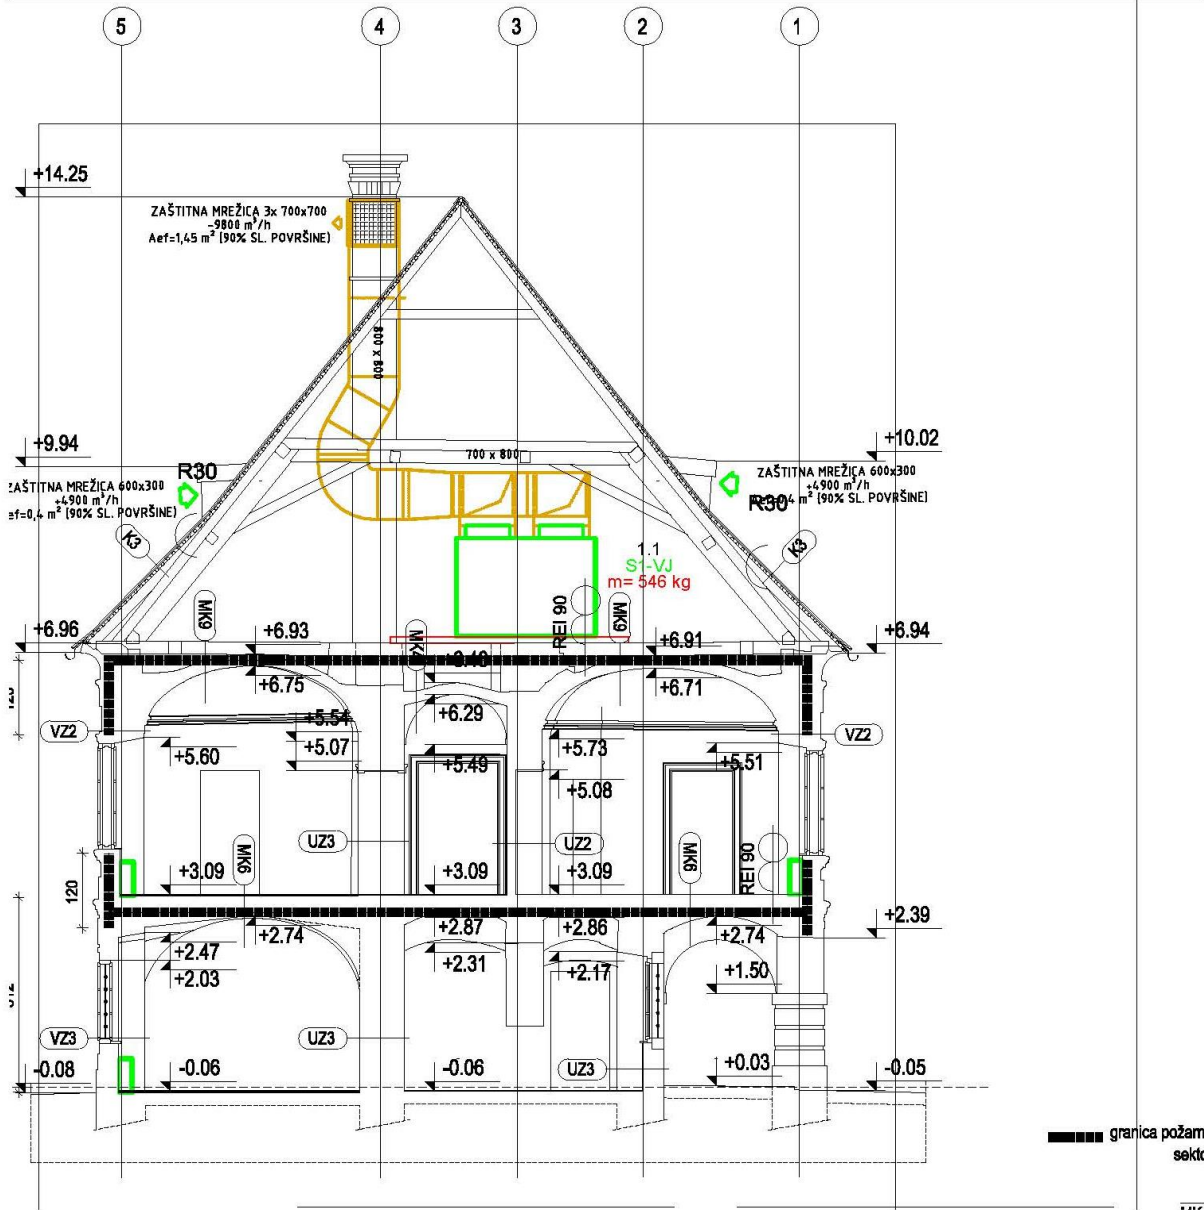 5
4
3
2
1
+14.25
ZAŠTITNA MREŽICA 3x 700x700
-9800 m³/h
Aef=1,45 m² (90% SL. POVRŠINE)
800 x 800
+9.94
+10.02
R30
700 x 800
ZAŠTITNA MREŽICA 600x300
+4900 m³/h
ef=0,4 m² (90% SL. POVRŠINE)
ZAŠTITNA MREŽICA 600x300
+4900 m³/h
m² (90% SL. POVRŠINE)
R30
K3
K3
1.1
S1-VJ
m= 546 kg
MK9
REI 90
MK9
+6.96
+6.93
+6.91
+6.94
+6.75
+6.71
+6.29
VZ2
+5.54
+5.60
+5.07
+5.49
+5.73
+5.51
VZ2
+5.08
UZ3
UZ2
MK6
MK6
REI 90
120
+3.09
+3.09
+3.09
+2.39
+2.74
+2.87
+2.86
+2.74
+2.47
+2.31
+2.17
+2.03
+1.50
VZ3
UZ3
UZ3
-0.08
-0.06
-0.06
+0.03
-0.05
granica požarn
sekto